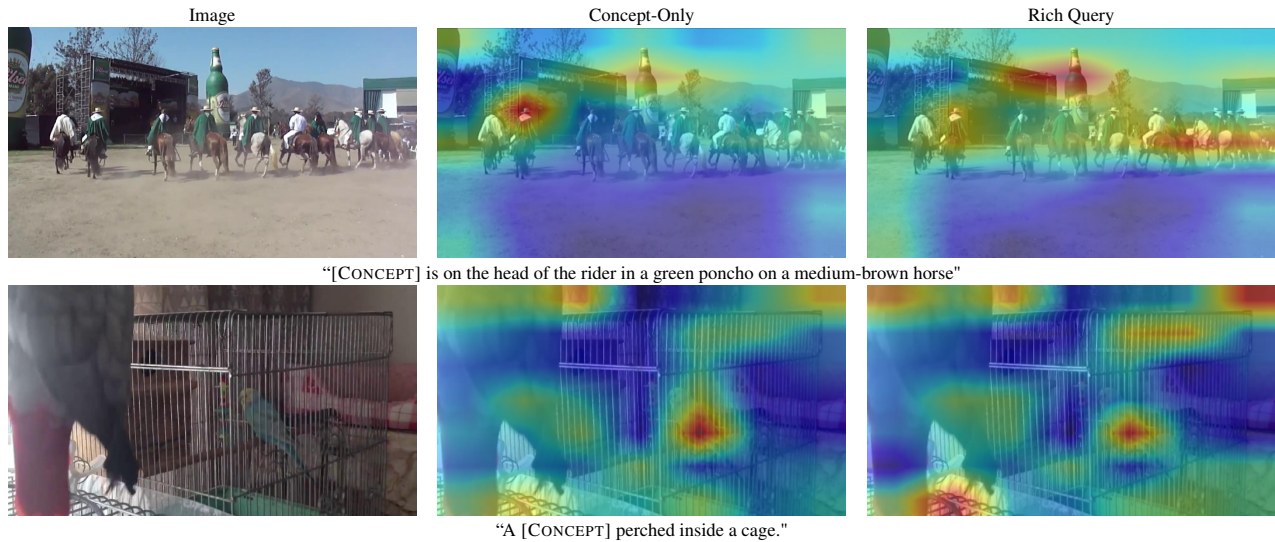 Image Concept-Only Rich Query
“[CONCEPT] is on the head of the rider in a green poncho on a medium-brown horse"
“A [CONCEPT] perched inside a cage."